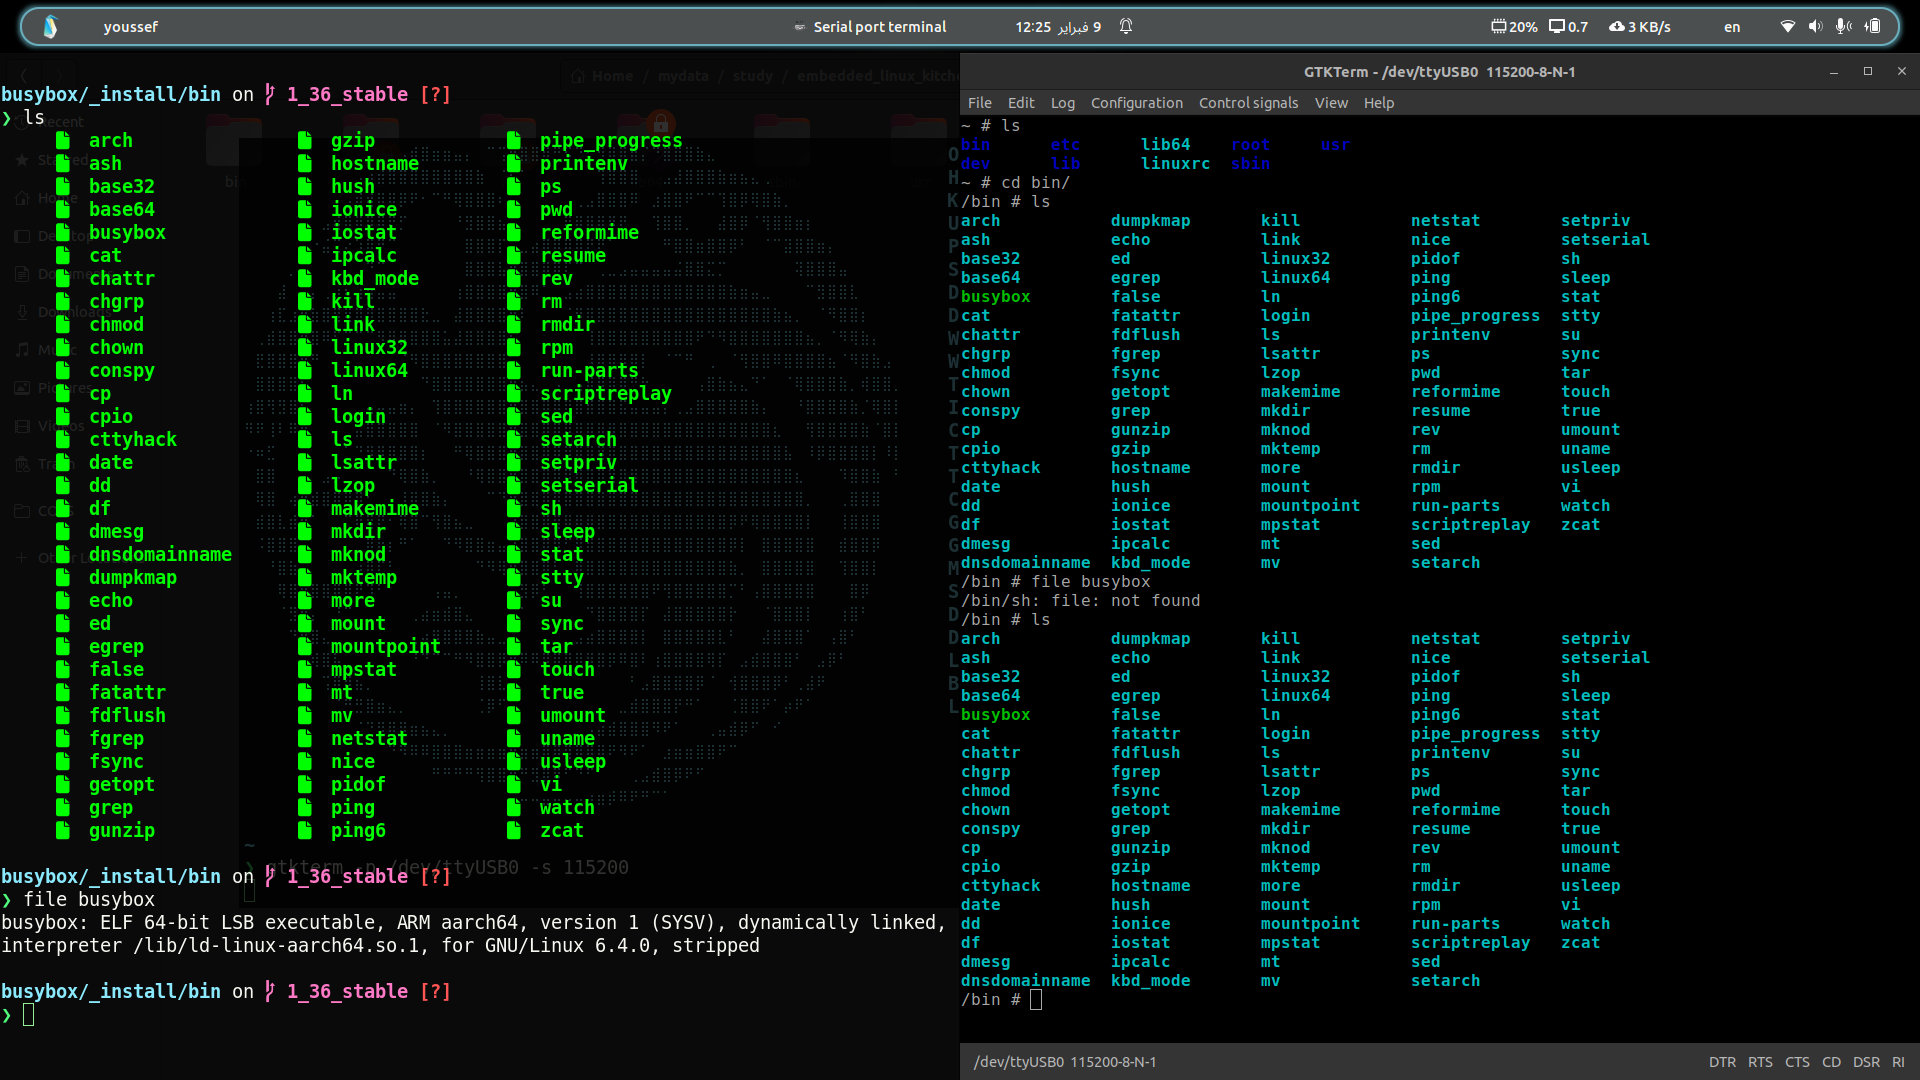 youssef
Serial port terminal
12:25 9 فبراير
20% 0.7 3 KB/s en
busybox/_install/bin on 1_36_stable [?]
❯ ls
arch gzip pipe_progress
ash hostname printenv
base32 hush ps
base64 ionice pwd
busybox iostat reformime
cat ipcalc resume
chattr kbd_mode rev
chgrp kill rm
chmod link rmdir
chown linux32 rpm
conspy linux64 run-parts
cp ln scriptreplay
cpio login sed
cttyhack ls setarch
date lsattr setpriv
dd lzop setserial
df makemime sh
dmesg mkdir sleep
dnsdomainname mknod stat
dumpkmap mktemp stty
echo more su
ed mount sync
egrep mountpoint tar
false mpstat touch
fatattr mt true
fdflush mv umount
fgrep netstat uname
fsync nice usleep
getopt pidof vi
grep ping watch
gunzip ping6 zcat
gtkterm -p /dev/ttyUSB0 -s 115200
busybox/_install/bin on 1_36_stable [?]
❯ file busybox
busybox: ELF 64-bit LSB executable, ARM aarch64, version 1 (SYSV), dynamically linked,
interpreter /lib/ld-linux-aarch64.so.1, for GNU/Linux 6.4.0, stripped
busybox/_install/bin on 1_36_stable [?]
❯
Home / mydata / study / embedded_linux_kitch
GTKTerm - /dev/ttyUSB0 115200-8-N-1
File Edit Log Configuration Control signals View Help
~ # ls
bin etc lib64 root usr
dev lib linuxrc sbin
~ # cd bin/
/bin # ls
arch dumpkmap kill netstat setpriv
ash echo link nice setserial
base32 ed linux32 pidof sh
base64 egrep linux64 ping sleep
busybox false ln ping6 stat
cat fatattr login pipe_progress stty
chattr fdflush ls printenv su
chgrp fgrep lsattr ps sync
chmod fsync lzop pwd tar
chown getopt makemime reformime touch
conspy grep mkdir resume true
cp gunzip mknod rev umount
cpio gzip mktemp rm uname
cttyhack hostname more rmdir usleep
date hush mount rpm vi
dd ionice mountpoint run-parts watch
df iostat mpstat scriptreplay zcat
dmesg ipcalc mt sed
dnsdomainname kbd_mode mv setarch
/bin # file busybox
/bin/sh: file: not found
/bin # ls
arch dumpkmap kill netstat setpriv
ash echo link nice setserial
base32 ed linux32 pidof sh
base64 egrep linux64 ping sleep
busybox false ln ping6 stat
cat fatattr login pipe_progress stty
chattr fdflush ls printenv su
chgrp fgrep lsattr ps sync
chmod fsync lzop pwd tar
chown getopt makemime reformime touch
conspy grep mkdir resume true
cp gunzip mknod rev umount
cpio gzip mktemp rm uname
cttyhack hostname more rmdir usleep
date hush mount rpm vi
dd ionice mountpoint run-parts watch
df iostat mpstat scriptreplay zcat
dmesg ipcalc mt sed
dnsdomainname kbd_mode mv setarch
/bin #
/dev/ttyUSB0 115200-8-N-1
DTR RTS CTS CD DSR RI